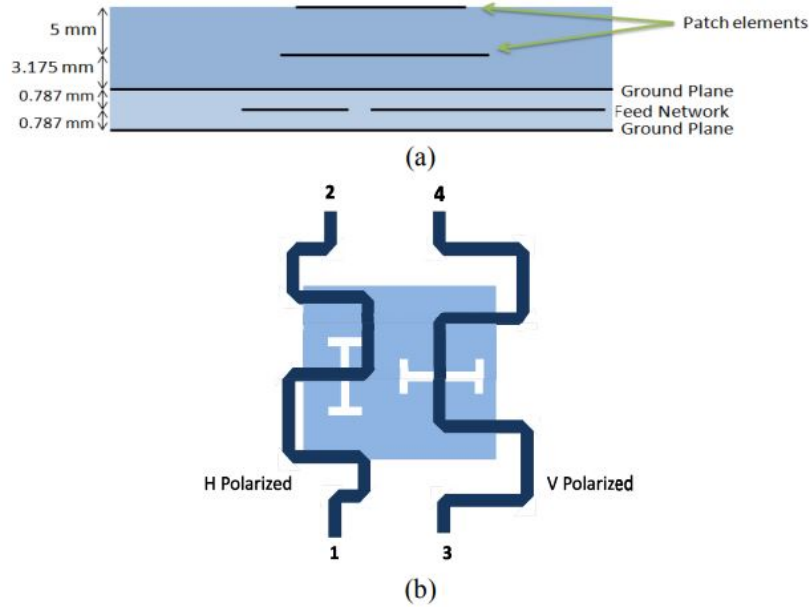 5 mm
Patch elements
3.175 mm
0.787 mm
Ground Plane
Feed Network
0.787 mm
Ground Plane
(a)
2 4
H Polarized V Polarized
1 3
(b)